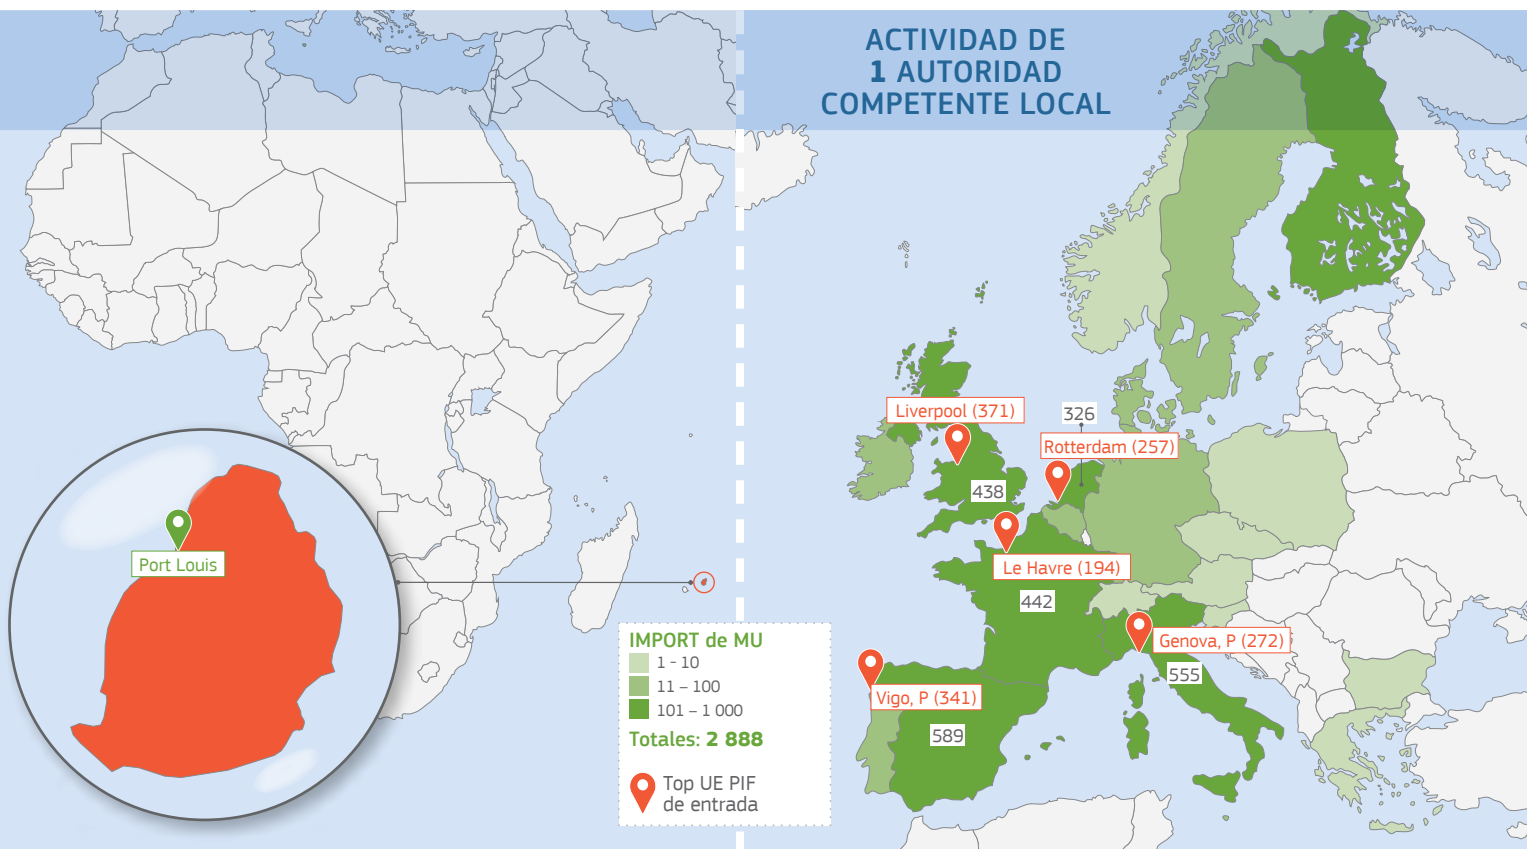 ACTIVIDAD DE
1 AUTORIDAD
COMPETENTE LOCAL
Liverpool (371)
326
Rotterdam (257)
438
Le Havre (194)
442
Port Louis
Genova, P (272)
555
Vigo, P (341)
589
IMPORT de MU
1 - 10
11 – 100
101 – 1 000
Totales: 2 888
Top UE PIF
de entrada